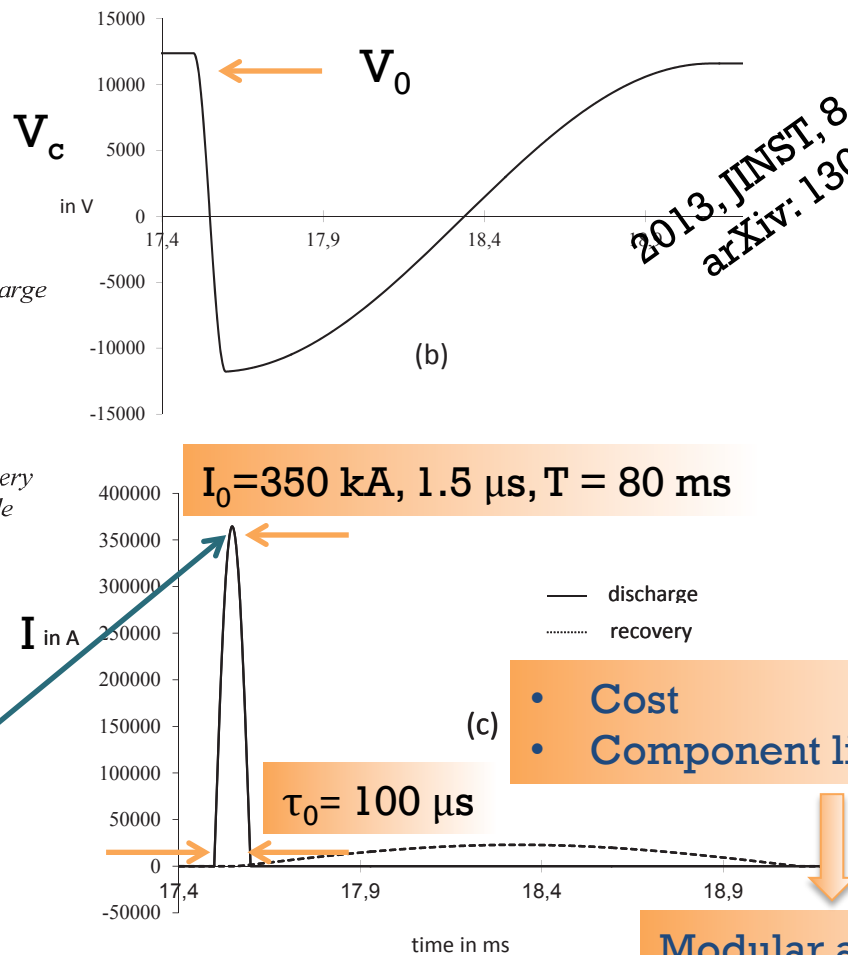 15000
V₀
10000
V_c
5000
in V
0
17,4
17,9
18,4
2013, JINST, 8
arXiv: 130
-5000
arge
-10000
(b)
-15000
ery
le
I₀=350 kA, 1.5 μs, T = 80 ms
400000
350000
300000
discharge
I in A
250000
recovery
200000
• Cost
150000
(c)
• Component li
100000
τ₀= 100 μs
50000
0
17,4
17,9
18,4
18,9
-50000
Modular a
time in ms